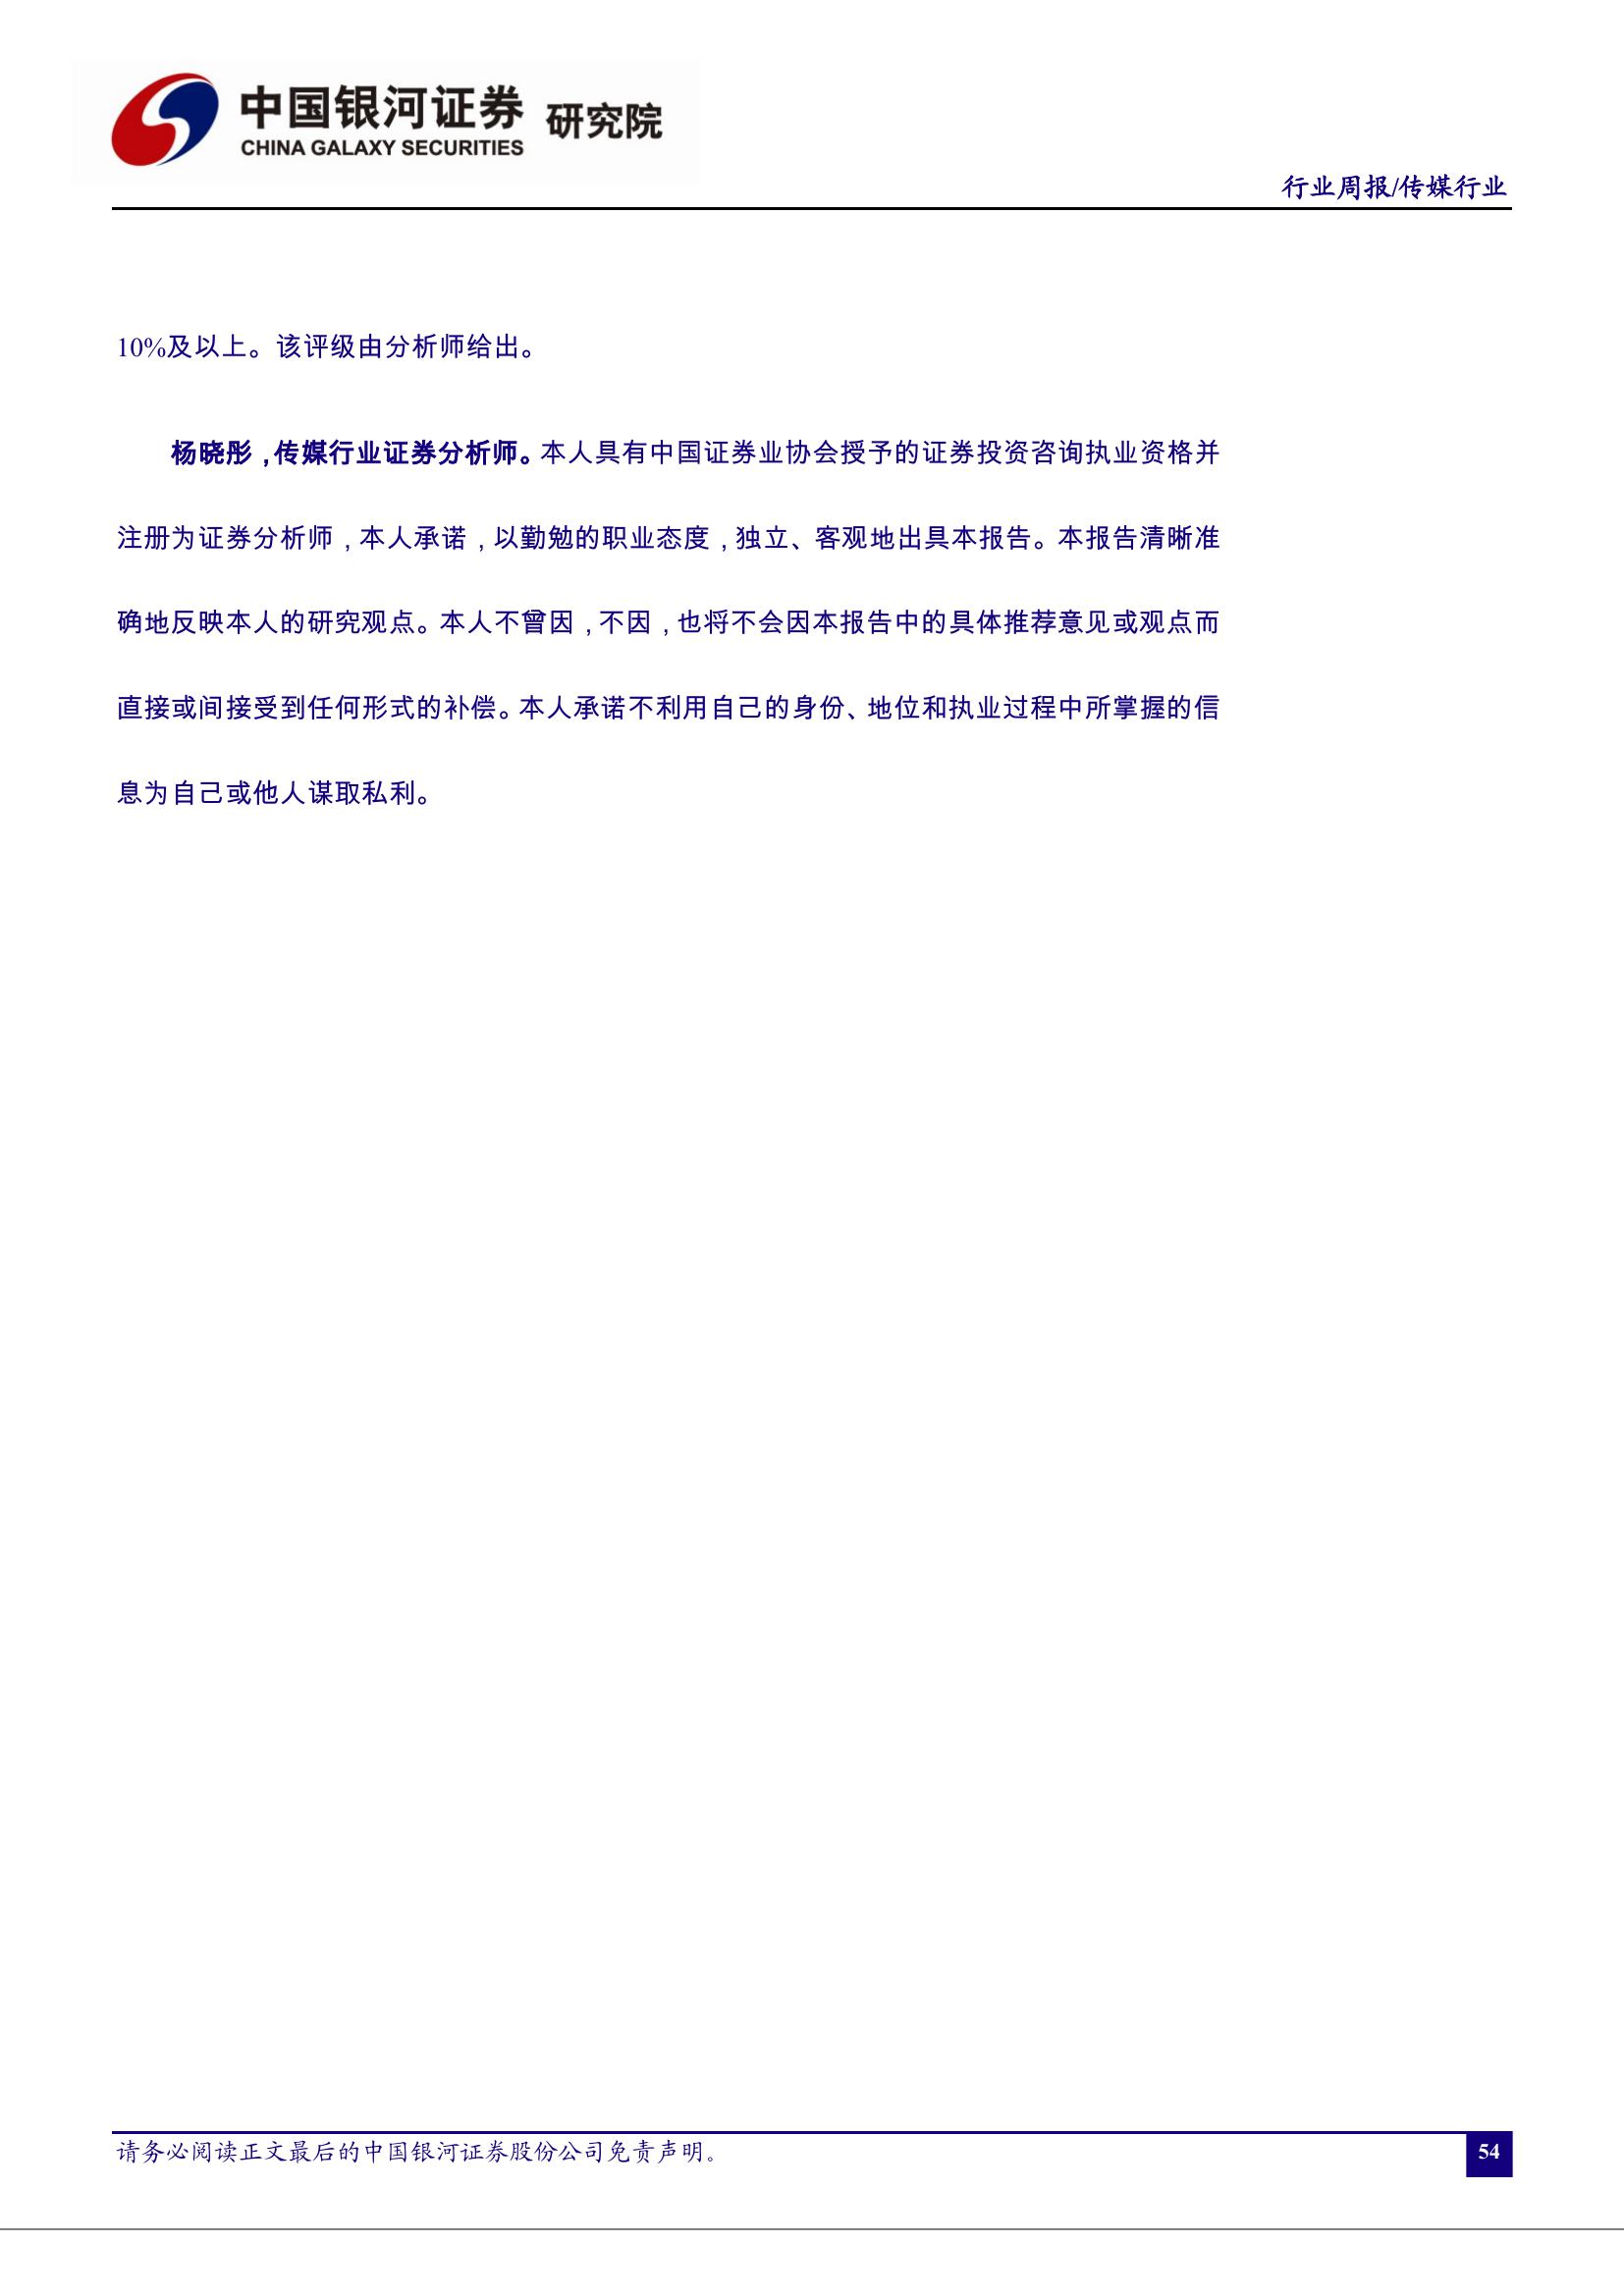 中国银河证券 研究院
CHINA GALAXY SECURITIES
行业周报/传媒行业
10%及以上。该评级由分析师给出。
杨晓彤，传媒行业证券分析师。本人具有中国证券业协会授予的证券投资咨询执业资格并
注册为证券分析师，本人承诺，以勤勉的职业态度，独立、客观地出具本报告。本报告清晰准
确地反映本人的研究观点。本人不曾因，不因，也将不会因本报告中的具体推荐意见或观点而
直接或间接受到任何形式的补偿。本人承诺不利用自己的身份、地位和执业过程中所掌握的信
息为自己或他人谋取私利。
请务必阅读正文最后的中国银河证券股份公司免责声明。
54